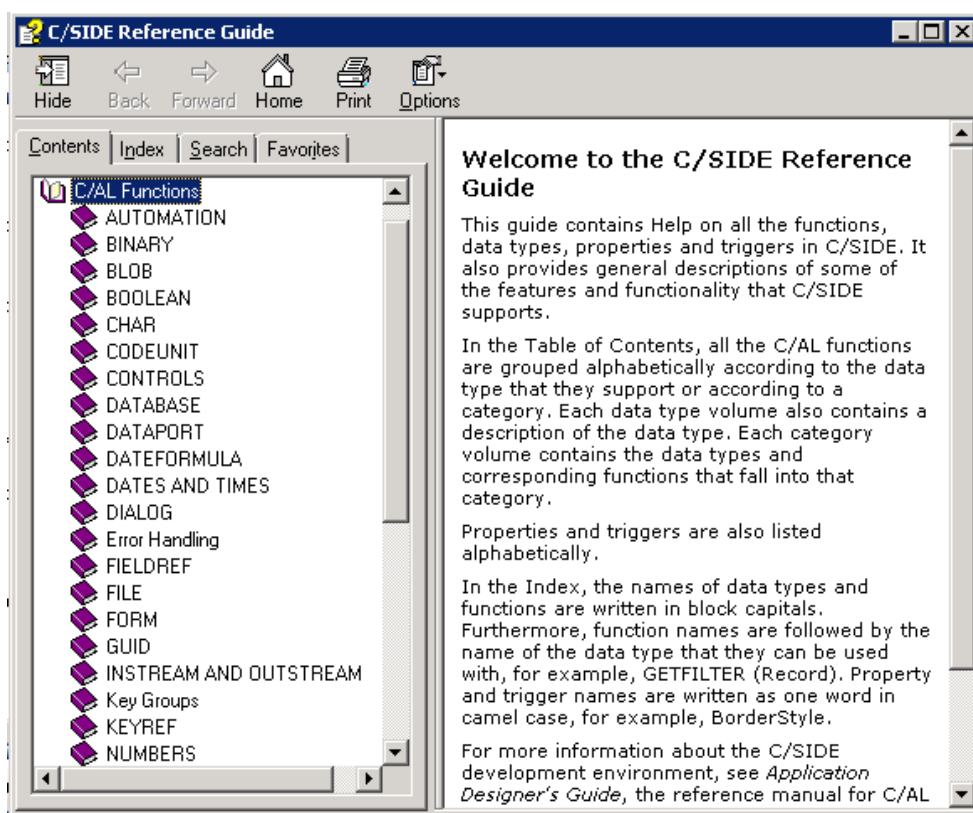 C/SIDE Reference Guide
Hide Back Forward Home Print Options
Contents Index Search Favorites
C/AL Functions
AUTOMATION
BINARY
BLOB
BOOLEAN
CHAR
CODEUNIT
CONTROLS
DATABASE
DATAPORT
DATEFORMULA
DATES AND TIMES
DIALOG
Error Handling
FIELDREF
FILE
FORM
GUID
INSTREAM AND OUTSTREAM
Key Groups
KEYREF
NUMBERS
Welcome to the C/SIDE Reference
Guide
This guide contains Help on all the functions,
data types, properties and triggers in C/SIDE. It
also provides general descriptions of some of
the features and functionality that C/SIDE
supports.
In the Table of Contents, all the C/AL functions
are grouped alphabetically according to the data
type that they support or according to a
category. Each data type volume also contains a
description of the data type. Each category
volume contains the data types and
corresponding functions that fall into that
category.
Properties and triggers are also listed
alphabetically.
In the Index, the names of data types and
functions are written in block capitals.
Furthermore, function names are followed by the
name of the data type that they can be used
with, for example, GETFILTER (Record). Property
and trigger names are written as one word in
camel case, for example, BorderStyle.
For more information about the C/SIDE
development environment, see Application
Designer's Guide, the reference manual for C/AL